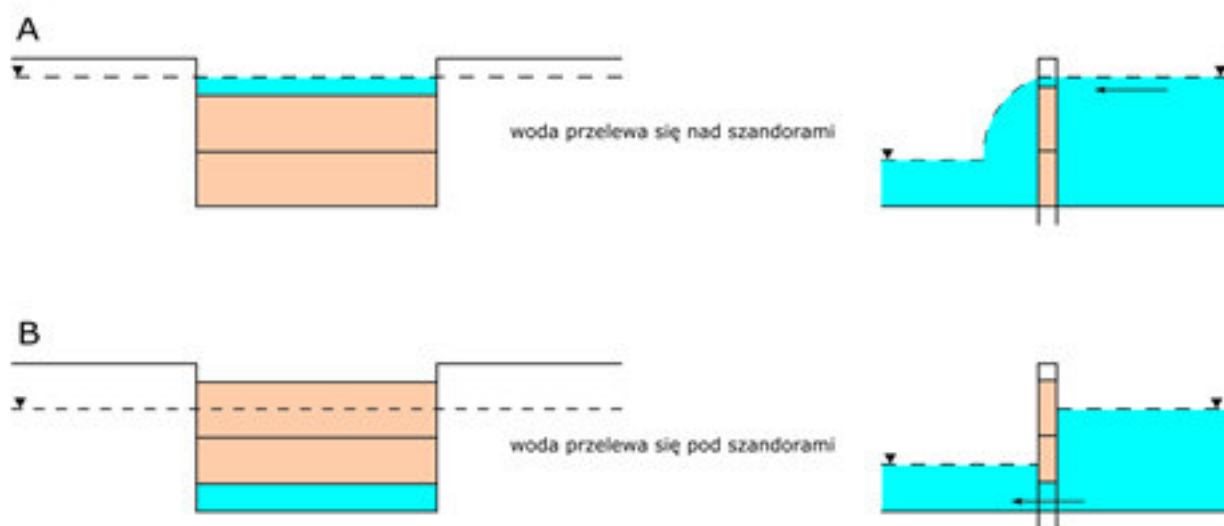 A
woda przelewa się nad szandorami
B
woda przelewa się pod szandorami